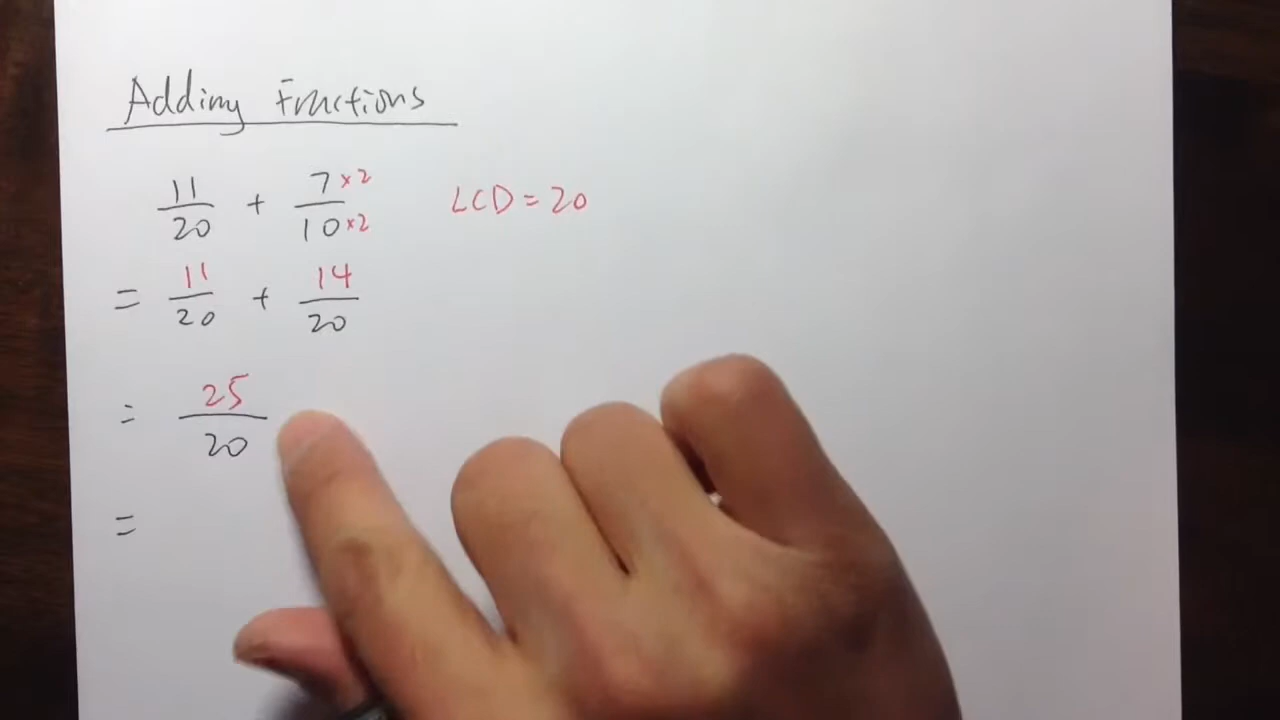 Adding Fractions
11/20 + 7×2/10×2 LCD = 20
= 11/20 + 14/20
= 25/20
=